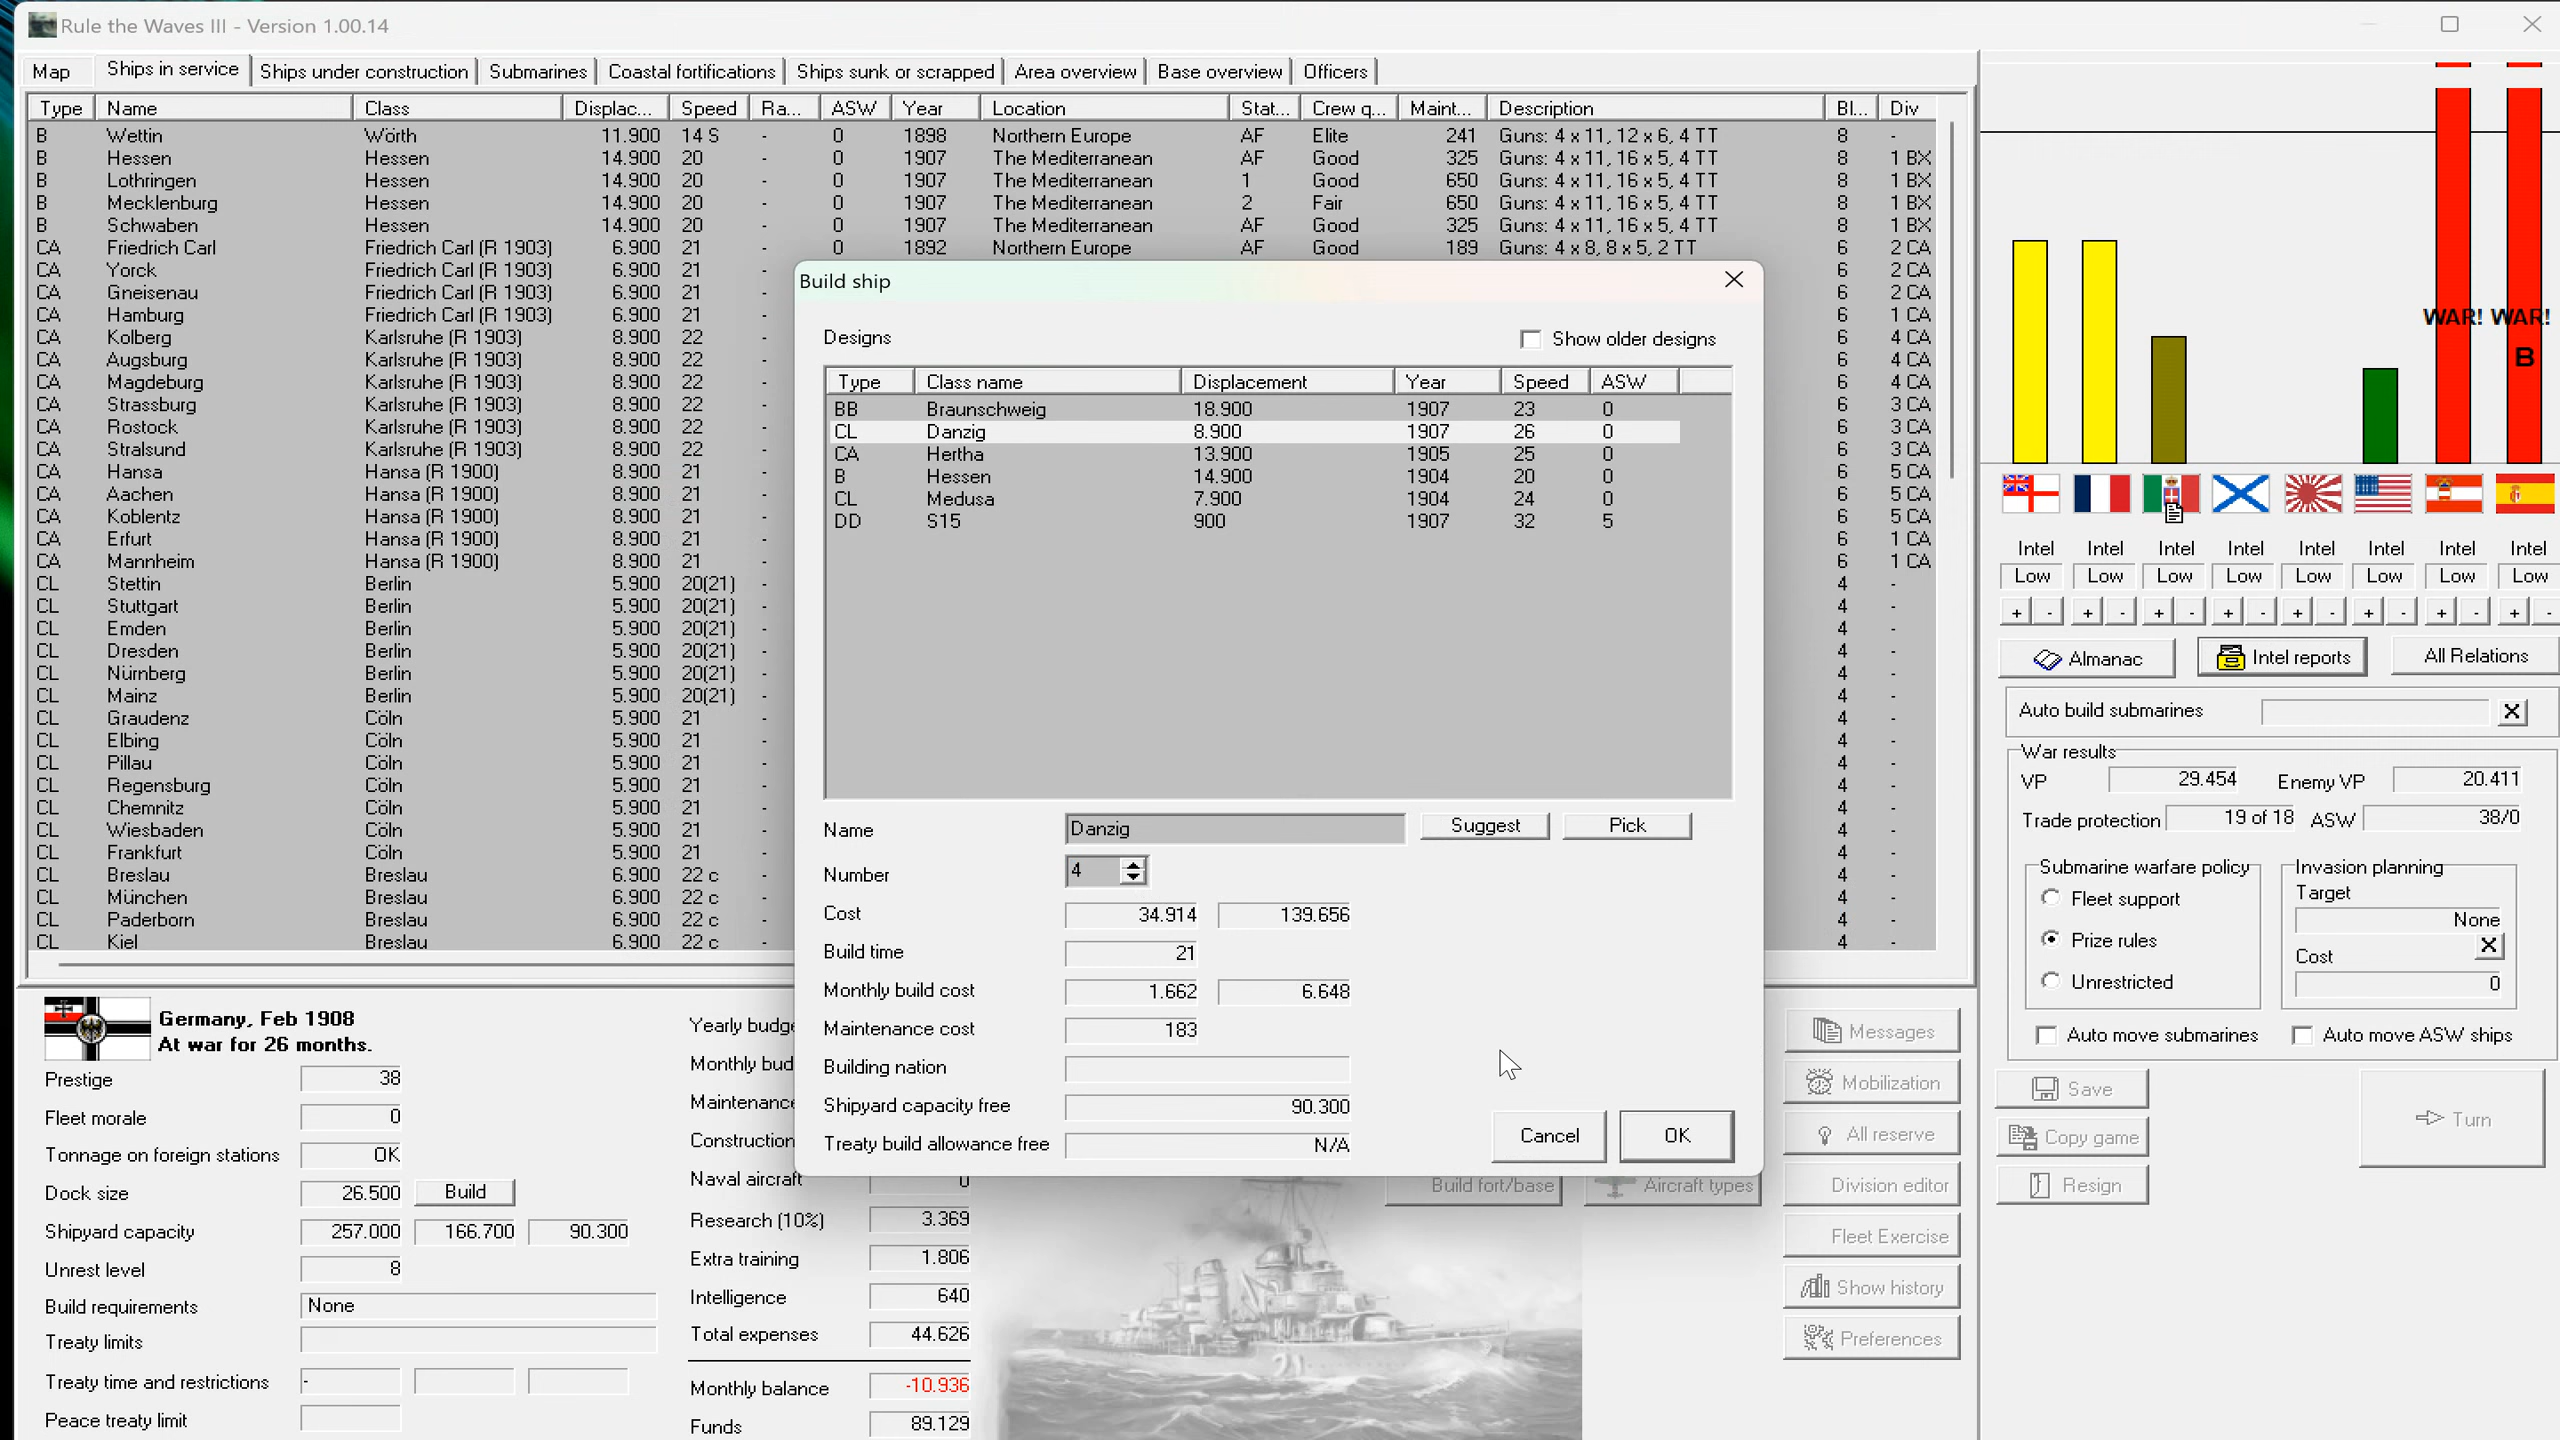 Rule the Waves III - Version 1.00.14
Map Ships in service Ships under construction Submarines Coastal fortifications Ships sunk or scrapped Area overview Base overview Officers
Type Name Class Displac... Speed Ra... ASW Year Location Stat... Crew q... Maint... Description Bl... Div
B Wettin Wörth 11.900 14 S - 0 1898 Northern Europe AF Elite 241 Guns: 4 x 11, 12 x 6, 4 TT 8 -
B Hessen Hessen 14.900 20 - 0 1907 The Mediterranean AF Good 325 Guns: 4 x 11, 16 x 5, 4 TT 8 1 BX
B Lothringen Hessen 14.900 20 - 0 1907 The Mediterranean 1 Good 650 Guns: 4 x 11, 16 x 5, 4 TT 8 1 BX
B Mecklenburg Hessen 14.900 20 - 0 1907 The Mediterranean 2 Fair 650 Guns: 4 x 11, 16 x 5, 4 TT 8 1 BX
B Schwaben Hessen 14.900 20 - 0 1907 The Mediterranean AF Good 325 Guns: 4 x 11, 16 x 5, 4 TT 8 1 BX
CA Friedrich Carl Friedrich Carl (R 1903) 6.900 21 - 0 1892 Northern Europe AF Good 189 Guns: 4 x 8, 8 x 5, 2 TT 6 2 CA
CA Yorck Friedrich Carl (R 1903) 6.900 21 - 6 2 CA
CA Gneisenau Friedrich Carl (R 1903) 6.900 21 - 6 2 CA
CA Hamburg Friedrich Carl (R 1903) 6.900 21 - 6 1 CA
CA Kolberg Karlsruhe (R 1903) 8.900 22 - 6 4 CA
CA Augsburg Karlsruhe (R 1903) 8.900 22 - 6 4 CA
CA Magdeburg Karlsruhe (R 1903) 8.900 22 - 6 4 CA
CA Strassburg Karlsruhe (R 1903) 8.900 22 - 6 3 CA
CA Rostock Karlsruhe (R 1903) 8.900 22 - 6 3 CA
CA Stralsund Karlsruhe (R 1903) 8.900 22 - 6 3 CA
CA Hansa Hansa (R 1900) 8.900 21 - 6 5 CA
CA Aachen Hansa (R 1900) 8.900 21 - 6 5 CA
CA Koblentz Hansa (R 1900) 8.900 21 - 6 5 CA
CA Erfurt Hansa (R 1900) 8.900 21 - 6 1 CA
CA Mannheim Hansa (R 1900) 8.900 21 - 6 1 CA
CL Stettin Berlin 5.900 20(21) - 4 -
CL Stuttgart Berlin 5.900 20(21) - 4 -
CL Emden Berlin 5.900 20(21) - 4 -
CL Dresden Berlin 5.900 20(21) - 4 -
CL Nürnberg Berlin 5.900 20(21) - 4 -
CL Mainz Berlin 5.900 20(21) - 4 -
CL Graudenz Cöln 5.900 21 - 4 -
CL Elbing Cöln 5.900 21 - 4 -
CL Pillau Cöln 5.900 21 - 4 -
CL Regensburg Cöln 5.900 21 - 4 -
CL Chemnitz Cöln 5.900 21 - 4 -
CL Wiesbaden Cöln 5.900 21 - 4 -
CL Frankfurt Cöln 5.900 21 - 4 -
CL Breslau Breslau 6.900 22 c - 4 -
CL München Breslau 6.900 22 c - 4 -
CL Paderborn Breslau 6.900 22 c - 4 -
CL Kiel Breslau 6.900 22 c - 4 -
Build ship
Designs Show older designs
Type Class name Displacement Year Speed ASW
BB Braunschweig 18.900 1907 23 0
CL Danzig 8.900 1907 26 0
CA Hertha 13.900 1905 25 0
B Hessen 14.900 1904 20 0
CL Medusa 7.900 1904 24 0
DD S15 900 1907 32 5
Name Danzig Suggest Pick
Number 4
Cost 34.914 139.656
Build time 21
Monthly build cost 1.662 6.648
Maintenance cost 183
Building nation
Shipyard capacity free 90.300
Treaty build allowance free N/A
Cancel OK
WAR! WAR!
B
Intel Intel Intel Intel Intel Intel Intel Intel
Low Low Low Low Low Low Low Low
+ - + - + - + - + - + - + - + -
Almanac Intel reports All Relations
Auto build submarines X
War results
VP 29.454 Enemy VP 20.411
Trade protection 19 of 18 ASW 38/0
Submarine warfare policy Invasion planning
Fleet support Target
None
Prize rules X
Cost
Unrestricted 0
Auto move submarines Auto move ASW ships
Save
Copy game
Resign
Turn
Germany, Feb 1908
At war for 26 months.
Prestige 38
Fleet morale 0
Tonnage on foreign stations OK
Dock size 26.500 Build
Shipyard capacity 257.000 166.700 90.300
Unrest level 8
Build requirements None
Treaty limits
Treaty time and restrictions -
Peace treaty limit
Yearly budge
Monthly bud
Maintenance
Construction
Naval aircraft 0
Research (10%) 3.369
Extra training 1.806
Intelligence 640
Total expenses 44.626
Monthly balance -10.936
Funds 89.129
Build fort/base Aircraft types
Messages
Mobilization
All reserve
Division editor
Fleet Exercise
Show history
Preferences